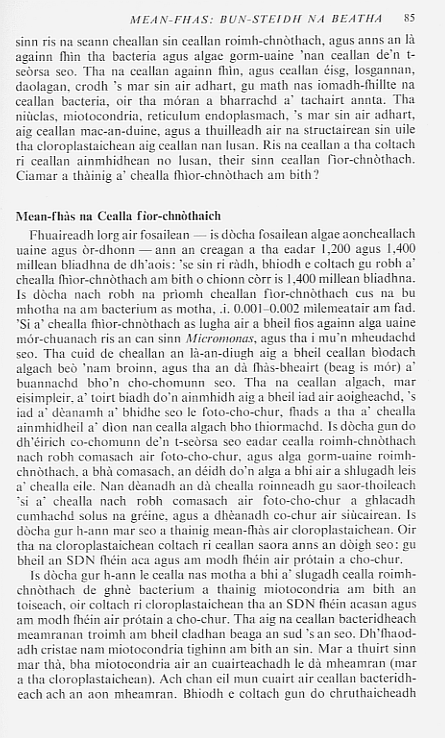 MEAN-FHAS: BUN-STEIDH NA BEATHA 85
sinn ris na seann cheallan sin ceallan roimh-chnòthach, agus anns an là
againn fhìn tha bacteria agus algae gorm-uaine 'nan ceallan de'n t-
seòrsa seo. Tha na ceallan againn fhìn, agus ceallan éisg, losgannan,
daolagan, crodh 's mar sin air adhart, gu math nas iomadh-fhillte na
ceallan bacteria, oir tha móran a bharrachd a' tachairt annta. Tha
niùclas, miotocondria, reticulum endoplasmach, 's mar sin air adhart,
aig ceallan mac-an-duine, agus a thuilleadh air na structairean sin uile
tha cloroplastaichean aig ceallan nan lusan. Ris na ceallan a tha coltach
ri ceallan ainmhidhean no lusan, their sinn ceallan fìor-chnòthach.
Ciamar a thàinig a' chealla fhìor-chnòthach am bith?
Mean-fhàs na Cealla fìor-chnòthaich
Fhuaireadh lorg air fosailean — is dòcha fosailean algae aoncheallach
uaine agus òr-dhonn — ann an creagan a tha eadar 1,200 agus 1,400
millean bliadhna de dh'aois: 'se sin ri ràdh, bhiodh e coltach gu robh a'
chealla fhìor-chnòthach am bith o chionn còrr is 1,400 millean bliadhna.
Is dòcha nach robh na prìomh cheallan fìor-chnòthach cus na bu
mhotha na am bacterium as motha, .i. 0.001–0.002 mìlemeatair am fad.
'Si a' chealla fhìor-chnòthach as lugha air a bheil fios againn alga uaine
mór-chuanach ris an can sinn Micromonas, agus tha i mu'n mheudachd
seo. Tha cuid de cheallan an là-an-diugh aig a bheil ceallan bìodach
algach beò 'nam broinn, agus tha an dà fhàs-bheairt (beag is mór) a'
buannachd bho'n cho-chomunn seo. Tha na ceallan algach, mar
eisimpleir, a' toirt biadh do'n ainmhidh aig a bheil iad air aoigheachd, 's
iad a' dèanamh a' bhidhe seo le foto-cho-chur, fhads a tha a' chealla
ainmhidheil a' dìon nan cealla algach bho thiormachd. Is dòcha gun do
dh'éirich co-chomunn de'n t-seòrsa seo eadar cealla roimh-chnòthach
nach robh comasach air foto-cho-chur, agus alga gorm-uaine roimh-
chnòthach, a bhà comasach, an déidh do'n alga a bhi air a shlugadh leis
a' chealla eile. Nan dèanadh an dà chealla roinneadh gu saor-thoileach
'si a' chealla nach robh comasach air foto-cho-chur a ghlacadh
cumhachd solus na gréine, agus a dhèanadh co-chur air siùcairean. Is
dòcha gur h-ann mar seo a thainig mean-fhàs air cloroplastaichean. Oir
tha na cloroplastaichean coltach ri ceallan saora anns an dòigh seo: gu
bheil an SDN fhéin aca agus am modh fhéin air pròtain a cho-chur.
Is dòcha gur h-ann le cealla nas motha a bhi a' slugadh cealla roimh-
chnòthach de ghnè bacterium a thainig miotocondria am bith an
toiseach, oir coltach ri cloroplastaichean tha an SDN fhéin acasan agus
am modh fhéin air pròtain a cho-chur. Tha aig na ceallan bacteridheach
meamranan troimh am bheil cladhan beaga an sud 's an seo. Dh'fhaod-
adh cristae nam miotocondria tighinn am bith an sin. Mar a thuirt sinn
mar thà, bha miotocondria air an cuairteachadh le dà mheamran (mar
a tha cloroplastaichean). Ach chan eil mun cuairt air ceallan bacteridh-
each ach an aon mheamran. Bhiodh e coltach gun do chruthaicheadh